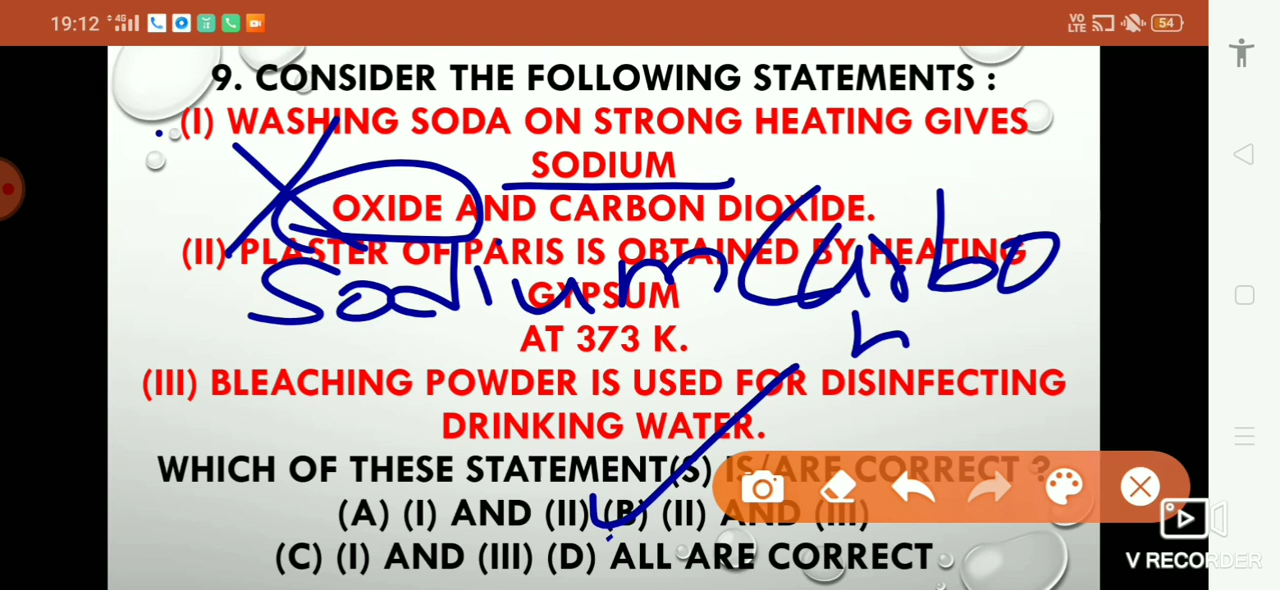 19:12 4G VO LTE 54
9. CONSIDER THE FOLLOWING STATEMENTS :
(I) WASHING SODA ON STRONG HEATING GIVES
SODIUM
OXIDE AND CARBON DIOXIDE.
(II) PLASTER OF PARIS IS OBTAINED BY HEATING
Sodium Carbo
GYPSUM
AT 373 K.
(III) BLEACHING POWDER IS USED FOR DISINFECTING
DRINKING WATER.
WHICH OF THESE STATEMENT(S) IS/ARE CORRECT ?
(A) (I) AND (II) (B) (II) AND (III)
(C) (I) AND (III) (D) ALL ARE CORRECT
V RECORDER